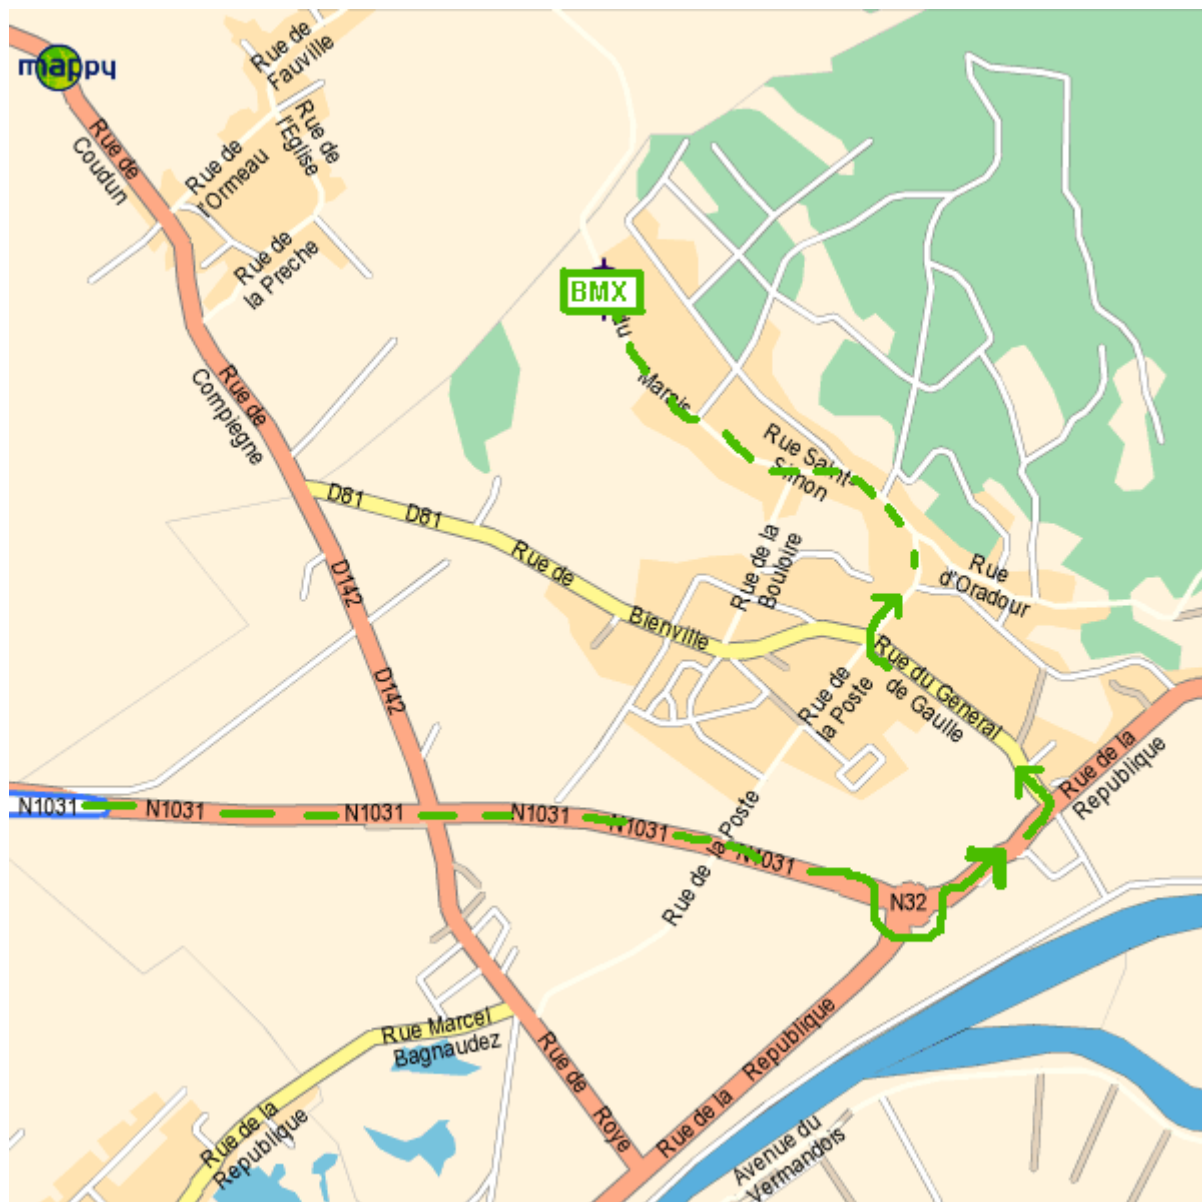 mappy
Rue de
Fauville
Rue de
l'Eglise
Rue de
Coudun
Rue de
l'Ormeau
Rue de
la Preche
BMX
du
Marais
Rue de
Compiegne
Rue Saint-
Simon
D81
D81
Rue de
Bienville
Rue de la
Bouloire
Rue
d'Oradour
D142
D142
Rue du General
de Gaulle
Rue de
la Poste
Rue de la
Republique
N1031
N1031
N1031
N1031
N1031
N1031
Rue de la Poste
N32
Rue Marcel
Bagnaudez
Rue de
Roye
Rue de la
Republique
Rue de la
Republique
Avenue du
Vermandois